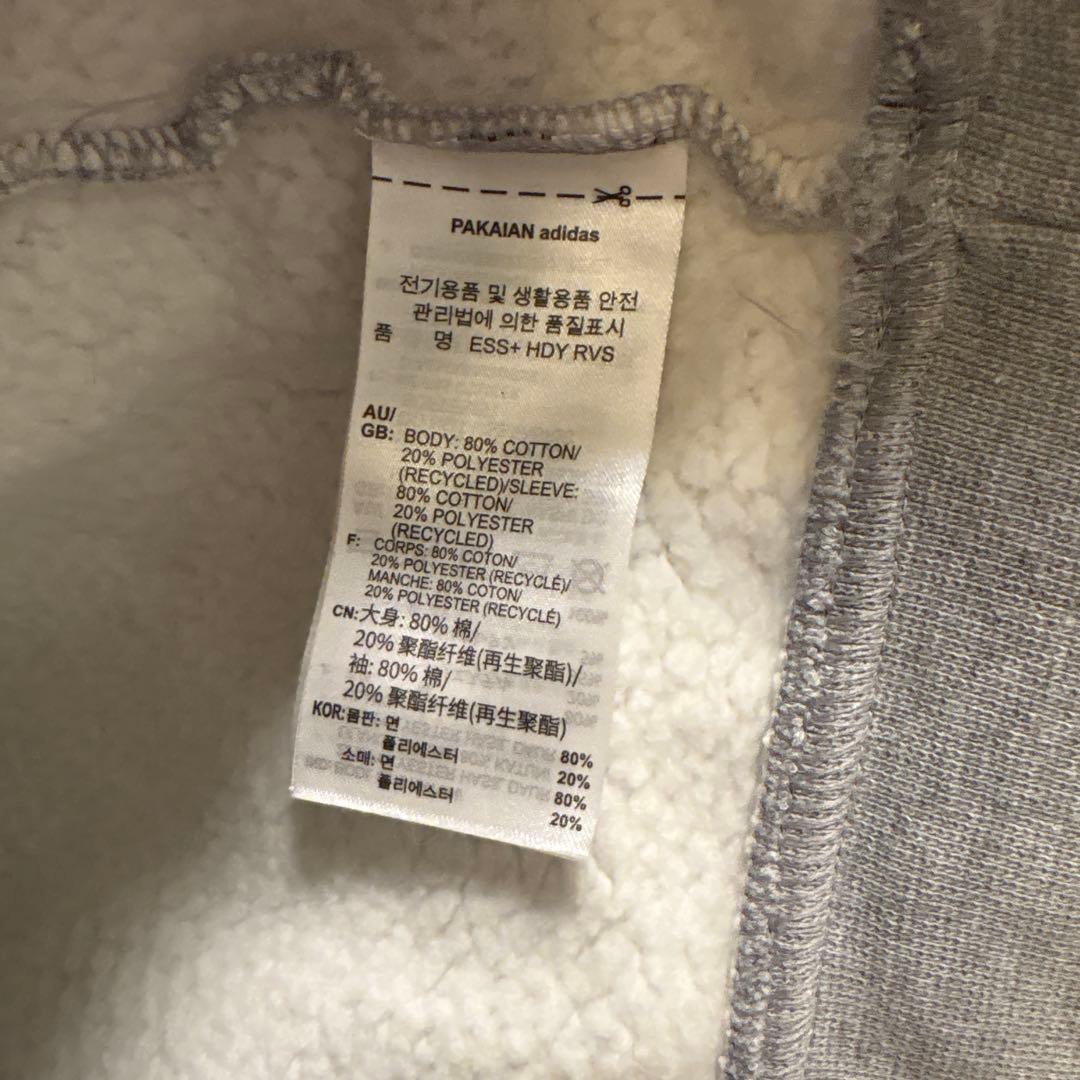 PAKAIAN adidas
전기용품 및 생활용품 안전
관리법에 의한 품질표시
품 명 ESS+ HDY RVS
AU/
GB: BODY: 80% COTTON/
20% POLYESTER
(RECYCLED)/SLEEVE:
80% COTTON/
20% POLYESTER
(RECYCLED)
F: CORPS: 80% COTON/
20% POLYESTER (RECYCLÉ)/
MANCHE: 80% COTON/
20% POLYESTER (RECYCLÉ)
CN: 大身: 80% 棉/
20% 聚酯纤维(再生聚酯)/
袖: 80% 棉/
20% 聚酯纤维(再生聚酯)
KOR: 몸판: 면 80%
폴리에스터 20%
소매: 면 80%
폴리에스터 20%